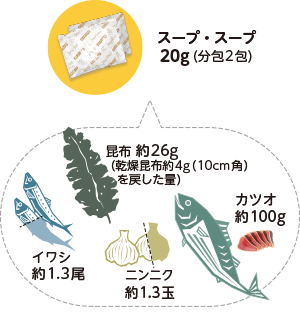 スープ・スープ
20g(分包2包)
昆布 約26g
(乾燥昆布約4g(10cm角)
を戻した量)
カツオ
約100g
イワシ
約1.3尾
ニンニク
約1.3玉